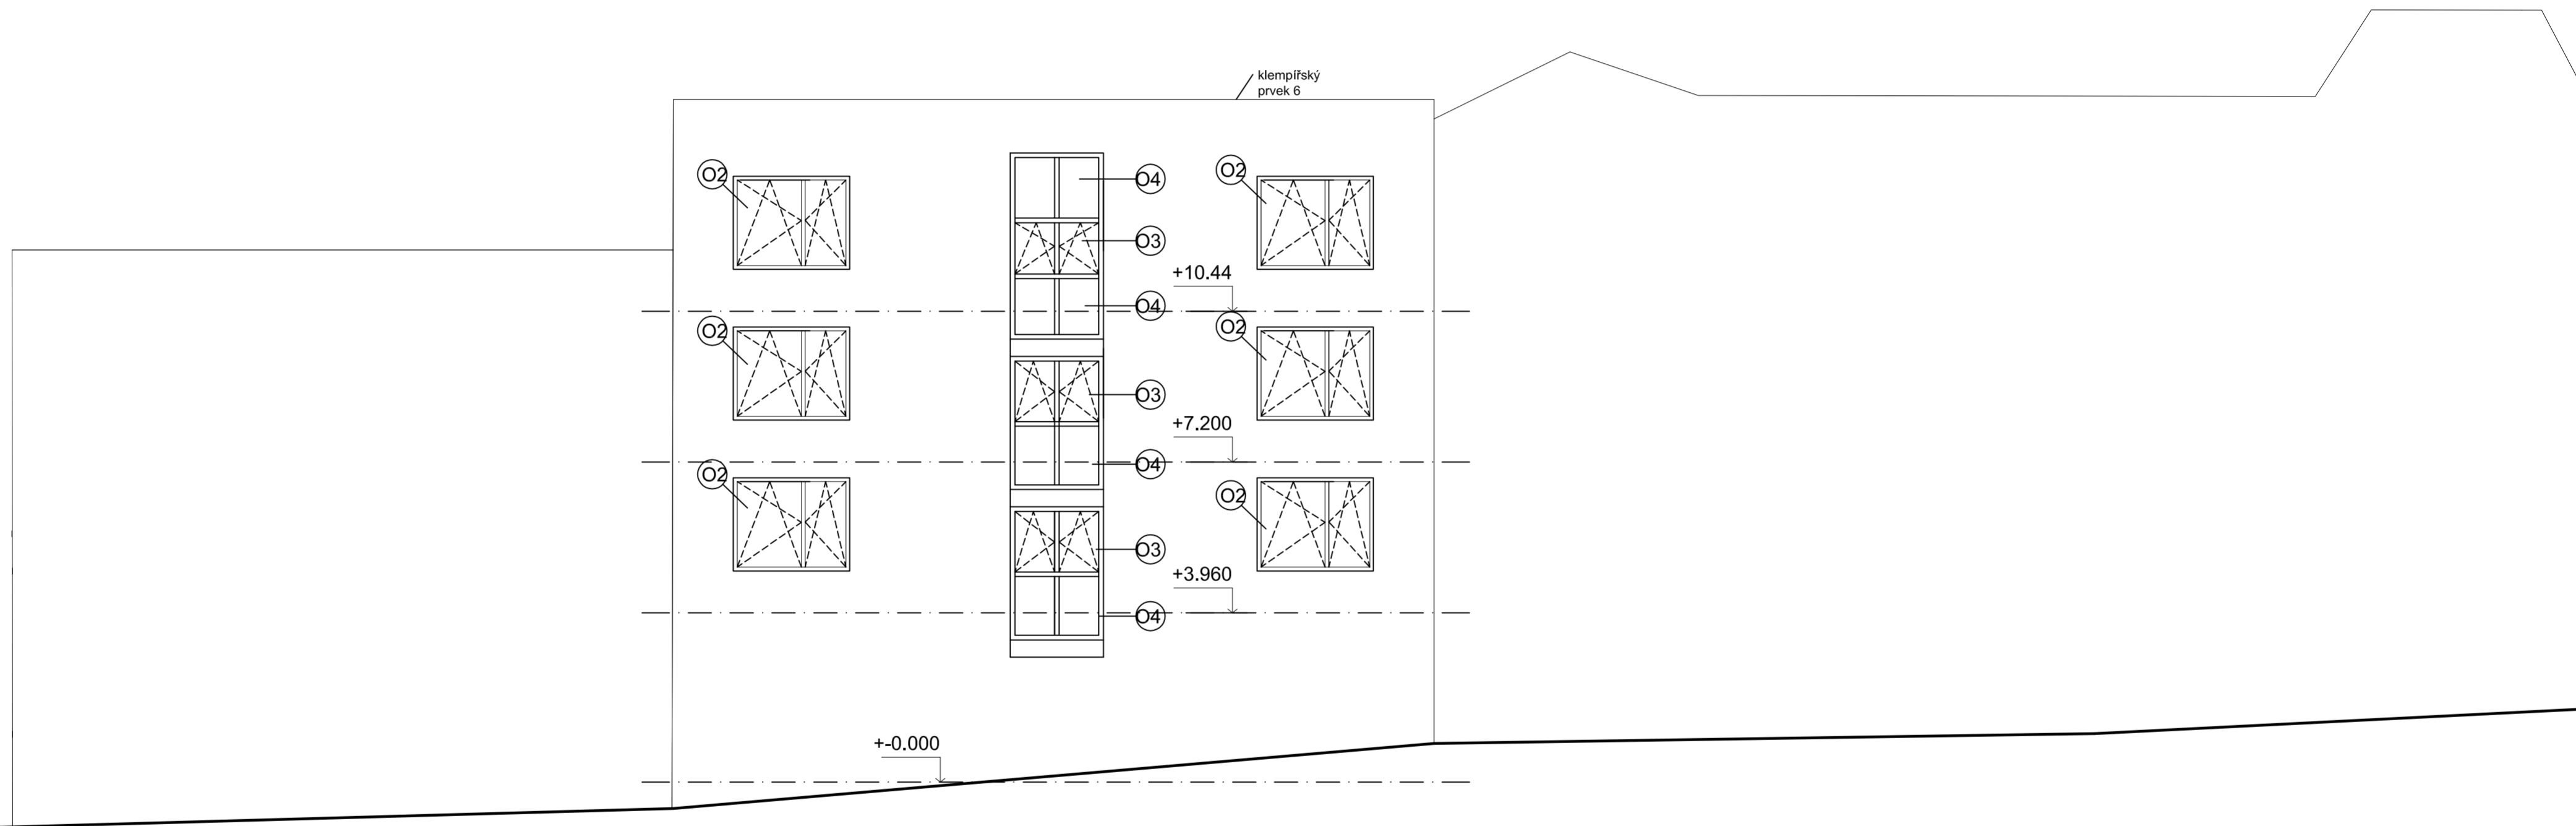 klempířský
prvek 6
O2
O4
O2
O3
+10.44
O4
O2
O2
O3
+7.200
O4
O2
O2
O3
+3.960
O4
+-0.000